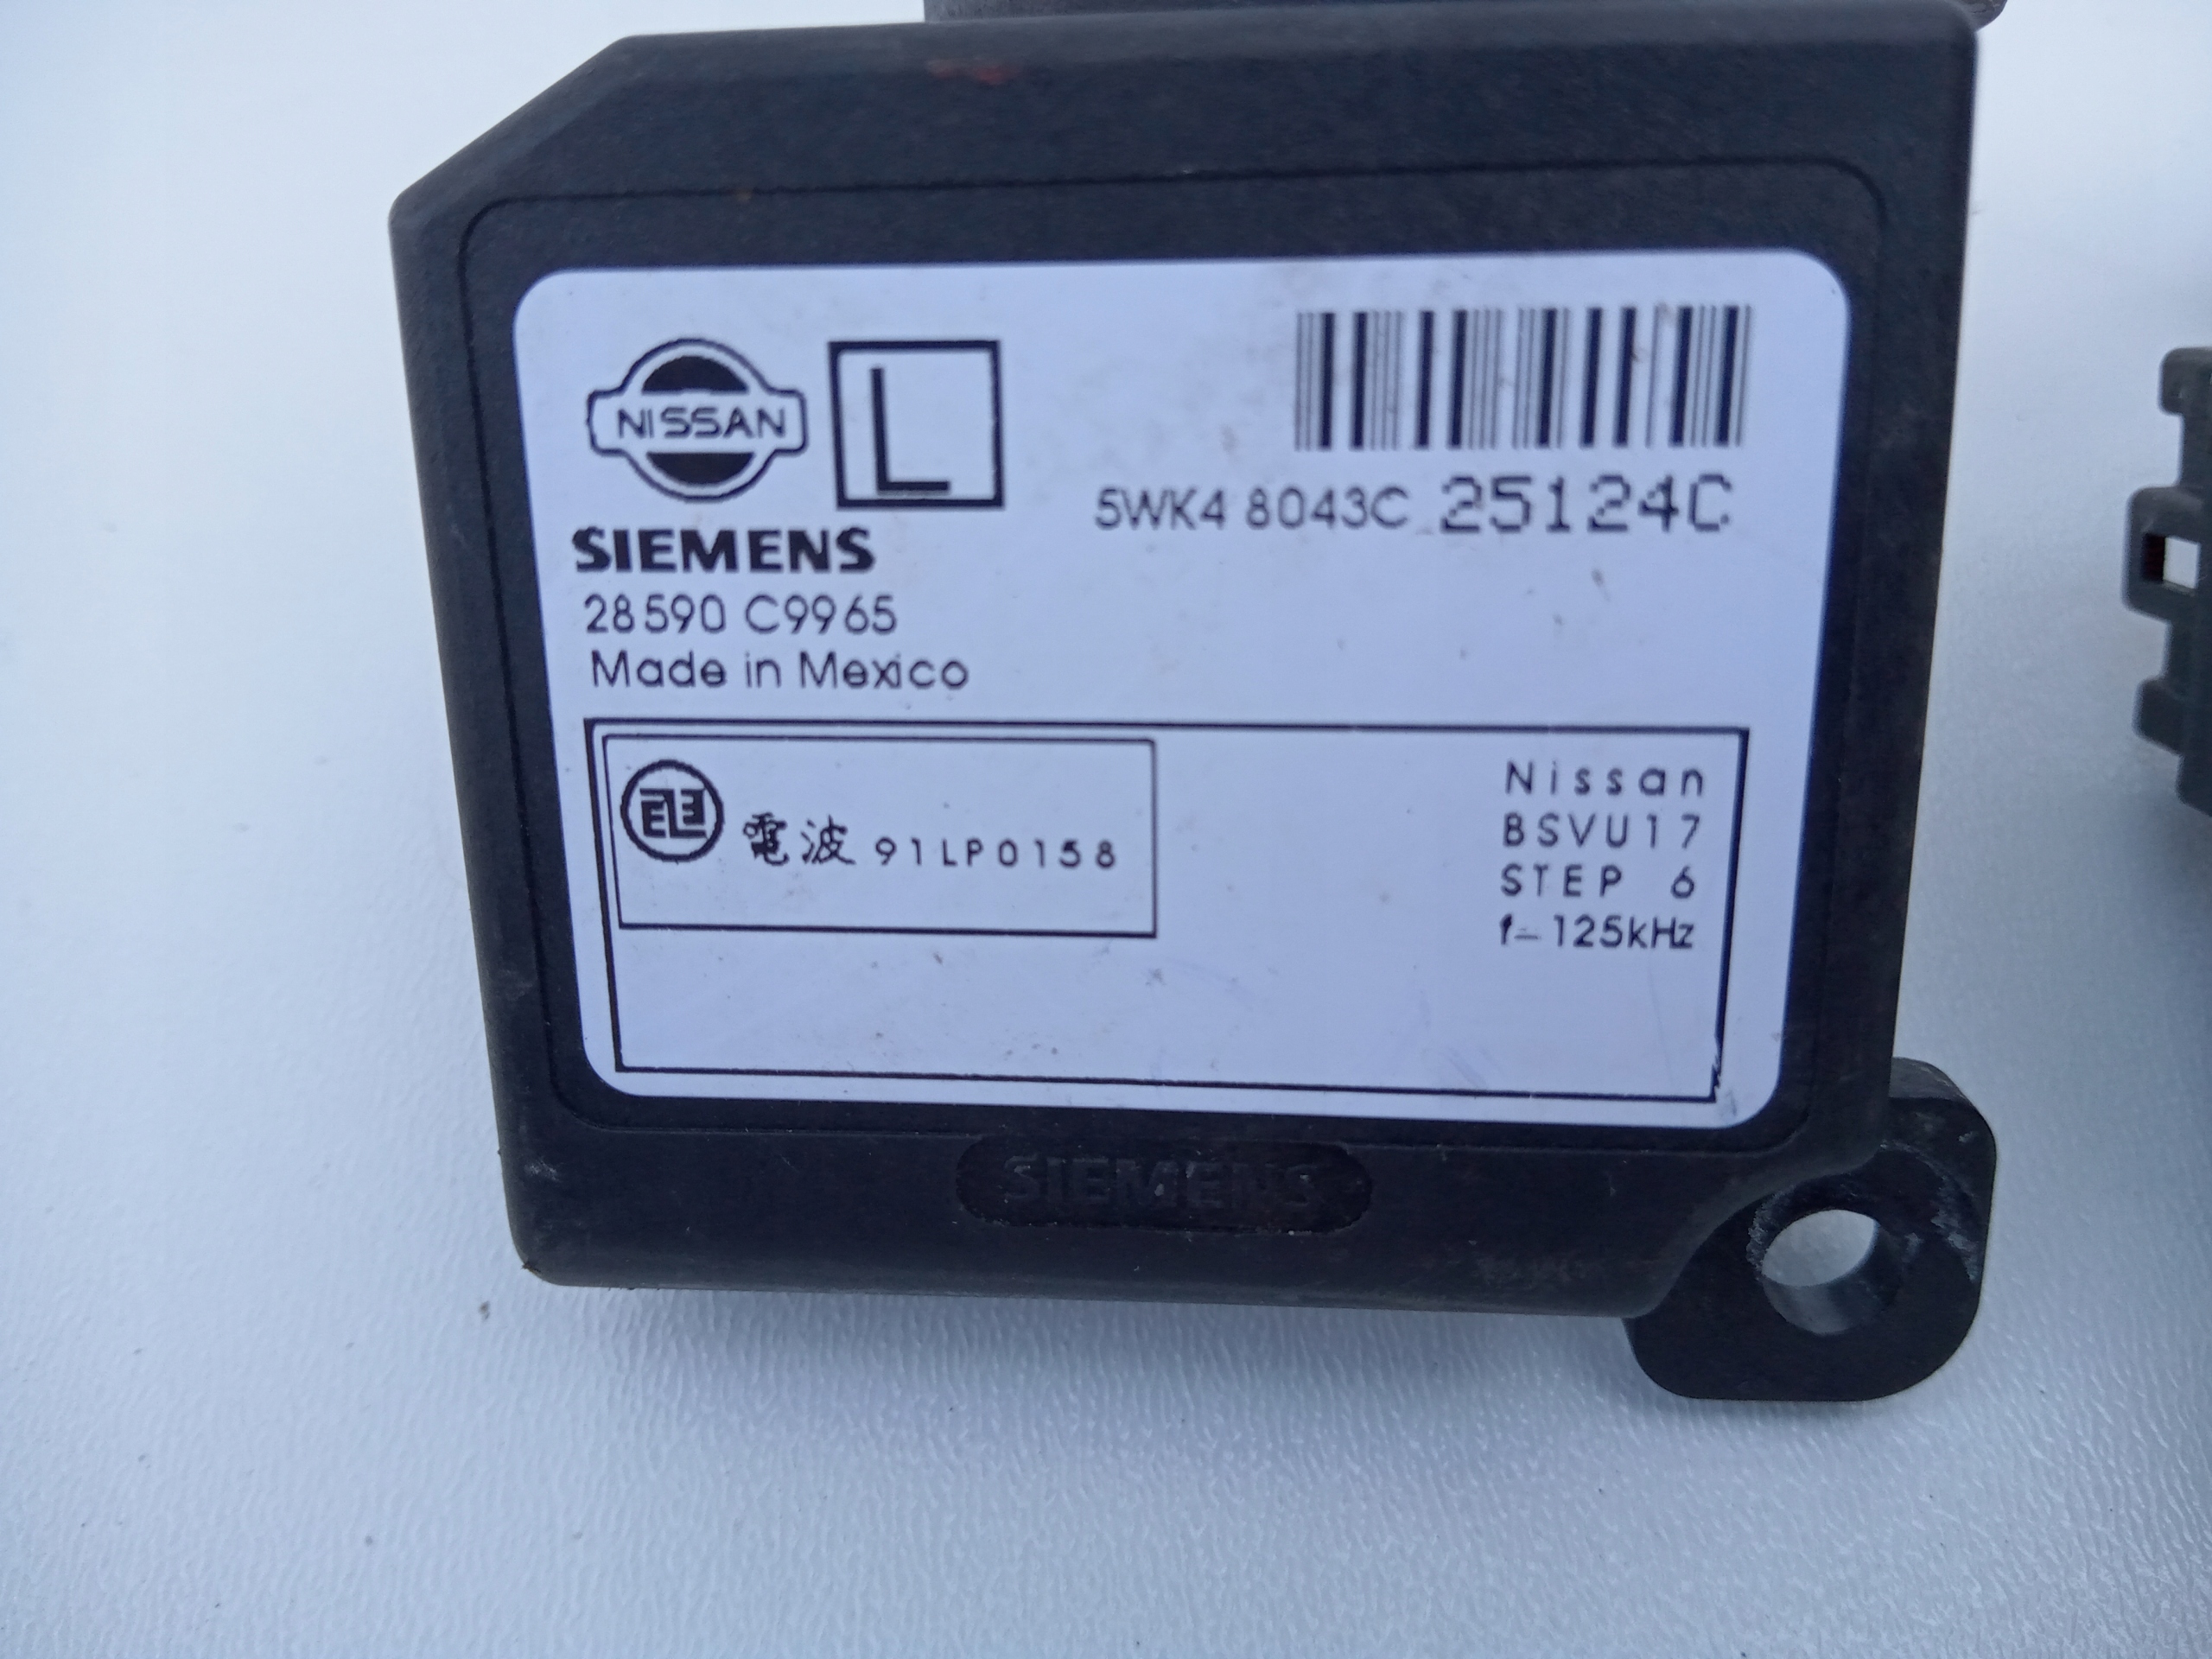 NISSAN
L
5WK4 8043C 25124C
SIEMENS
28590 C9965
Made in Mexico
電波 91LP0158
Nissan
BSVU17
STEP 6
f=125kHz
SIEMENS